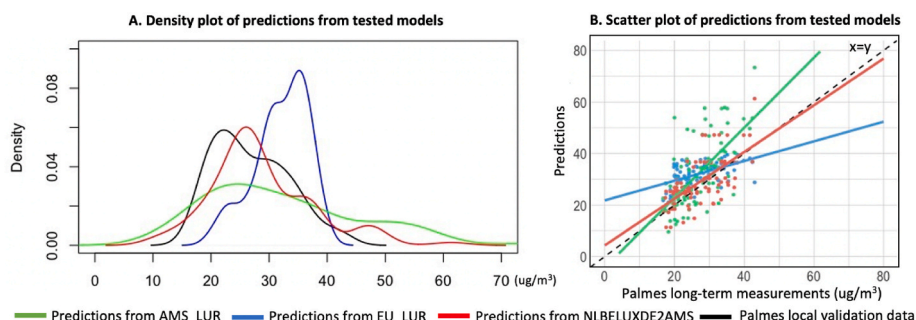 A. Density plot of predictions from tested models
Density
0.00 0.04 0.08
0 10 20 30 40 50 60 70 (ug/m³)
B. Scatter plot of predictions from tested models
x=y
Predictions
80
60
40
20
0
0 20 40 60 80
Palmes long-term measurements (ug/m³)
Predictions from AMS_LUR Predictions from EU_LUR Predictions from NLBELUXDE2AMS Palmes local validation data